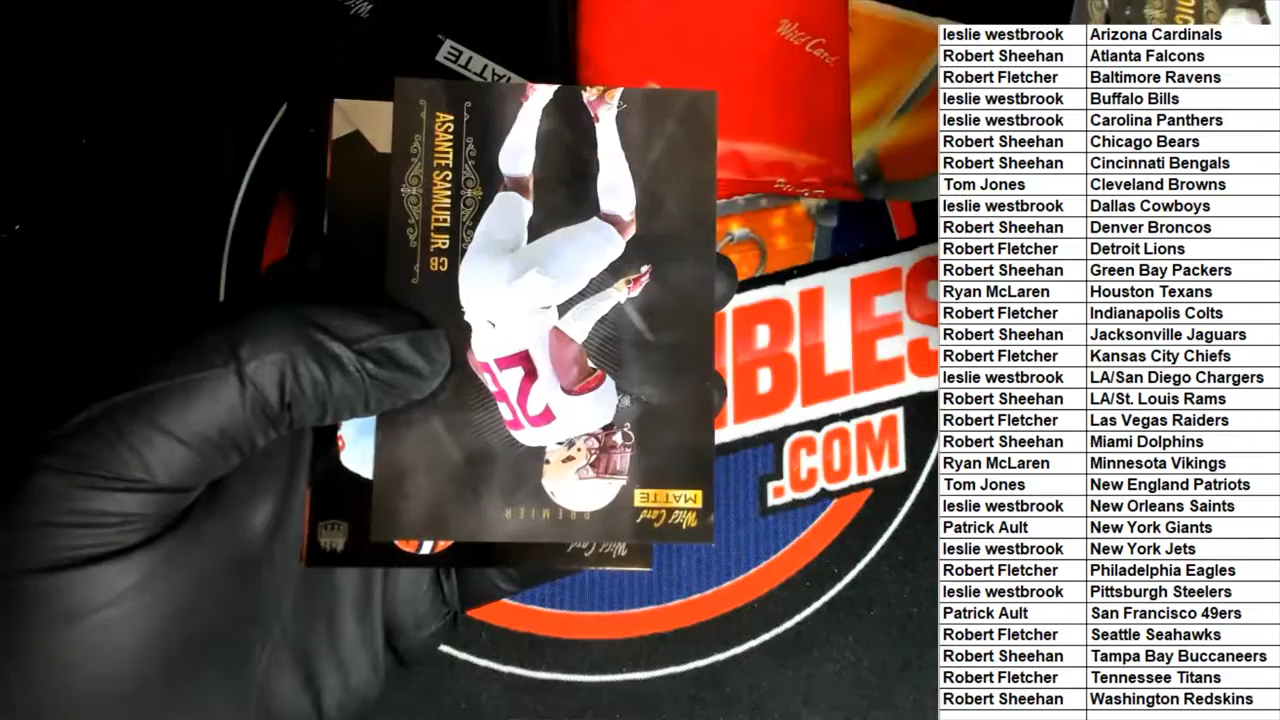 Wild Card
MATTE
Wild Card
ASANTE SAMUEL JR. CB
26
MATTE
Wild Card
PREMIER
Wild Card
BLES
.COM
leslie westbrook Arizona Cardinals
Robert Sheehan Atlanta Falcons
Robert Fletcher Baltimore Ravens
leslie westbrook Buffalo Bills
leslie westbrook Carolina Panthers
Robert Sheehan Chicago Bears
Robert Sheehan Cincinnati Bengals
Tom Jones Cleveland Browns
leslie westbrook Dallas Cowboys
Robert Sheehan Denver Broncos
Robert Fletcher Detroit Lions
Robert Sheehan Green Bay Packers
Ryan McLaren Houston Texans
Robert Fletcher Indianapolis Colts
Robert Sheehan Jacksonville Jaguars
Robert Fletcher Kansas City Chiefs
leslie westbrook LA/San Diego Chargers
Robert Sheehan LA/St. Louis Rams
Robert Fletcher Las Vegas Raiders
Robert Sheehan Miami Dolphins
Ryan McLaren Minnesota Vikings
Tom Jones New England Patriots
leslie westbrook New Orleans Saints
Patrick Ault New York Giants
leslie westbrook New York Jets
Robert Fletcher Philadelphia Eagles
leslie westbrook Pittsburgh Steelers
Patrick Ault San Francisco 49ers
Robert Fletcher Seattle Seahawks
Robert Sheehan Tampa Bay Buccaneers
Robert Fletcher Tennessee Titans
Robert Sheehan Washington Redskins